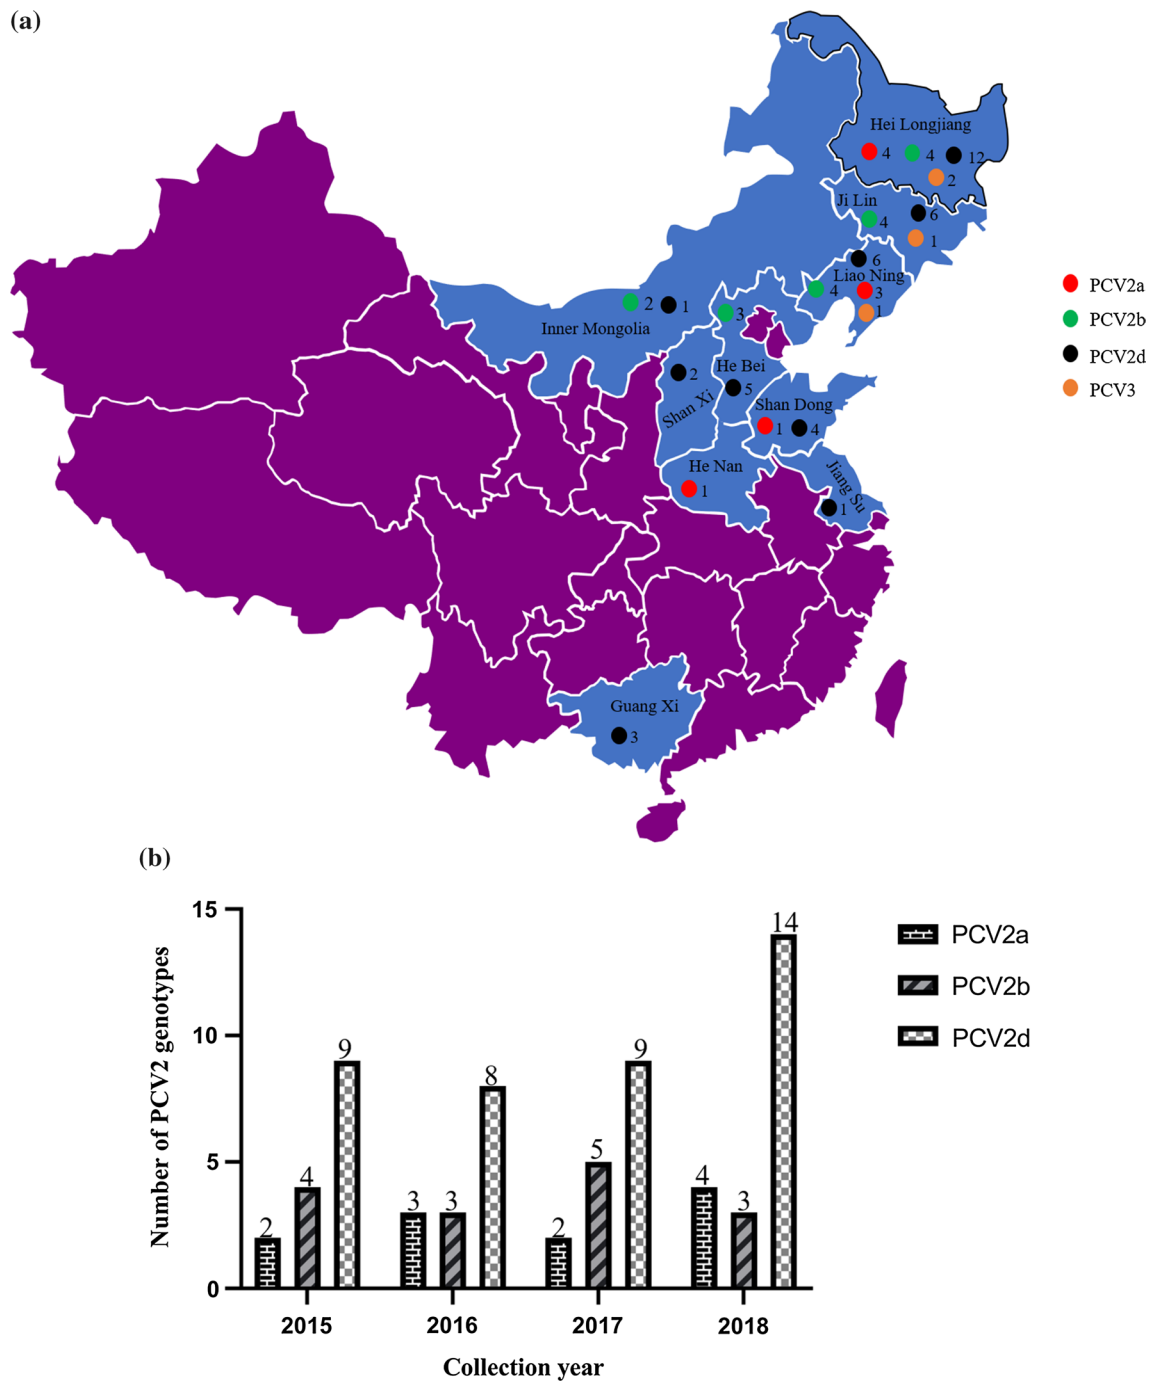 (a)
Hei Longjiang
4 4 12
2
Ji Lin
6
4
1
6
Liao Ning
4 3
1
2 1
Inner Mongolia
3
He Bei
2
5
Shan Xi
Shan Dong
1 4
He Nan
1
Jiang Su
1
Guang Xi
3
PCV2a
PCV2b
PCV2d
PCV3
(b)
Number of PCV2 genotypes
15
10
5
0
2
4
9
3
3
8
2
5
9
4
3
14
2015 2016 2017 2018
Collection year
PCV2a
PCV2b
PCV2d